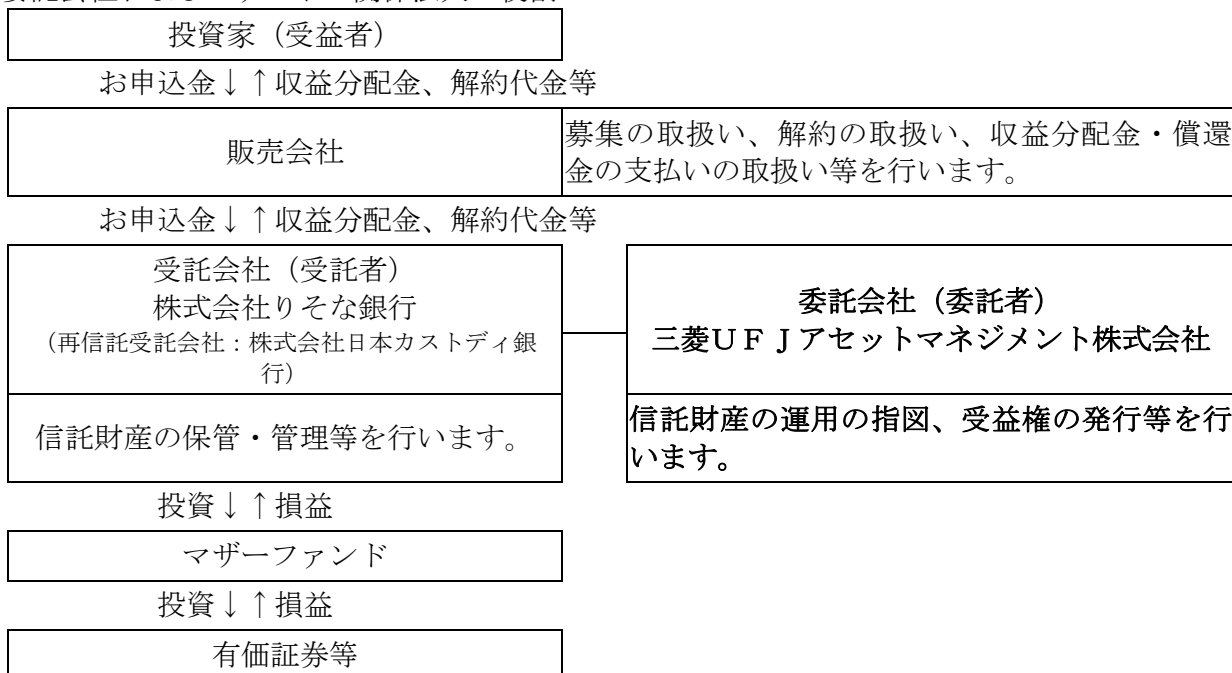 投資家（受益者）
お申込金↓↑収益分配金、解約代金等
販売会社
募集の取扱い、解約の取扱い、収益分配金・償還
金の支払いの取扱い等を行います。
お申込金↓↑収益分配金、解約代金等
受託会社（受託者）
株式会社りそな銀行
（再信託受託会社：株式会社日本カストディ銀
行）
委託会社（委託者）
三菱ＵＦＪアセットマネジメント株式会社
信託財産の保管・管理等を行います。
信託財産の運用の指図、受益権の発行等を行
います。
投資↓↑損益
マザーファンド
投資↓↑損益
有価証券等